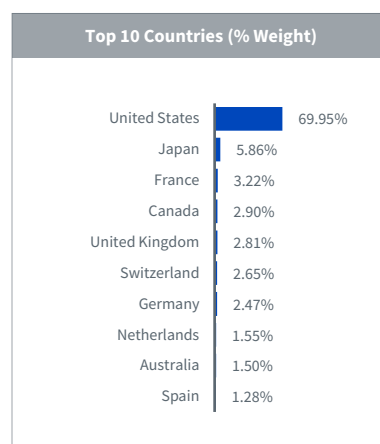 Top 10 Countries (% Weight)
United States 69.95%
Japan 5.86%
France 3.22%
Canada 2.90%
United Kingdom 2.81%
Switzerland 2.65%
Germany 2.47%
Netherlands 1.55%
Australia 1.50%
Spain 1.28%